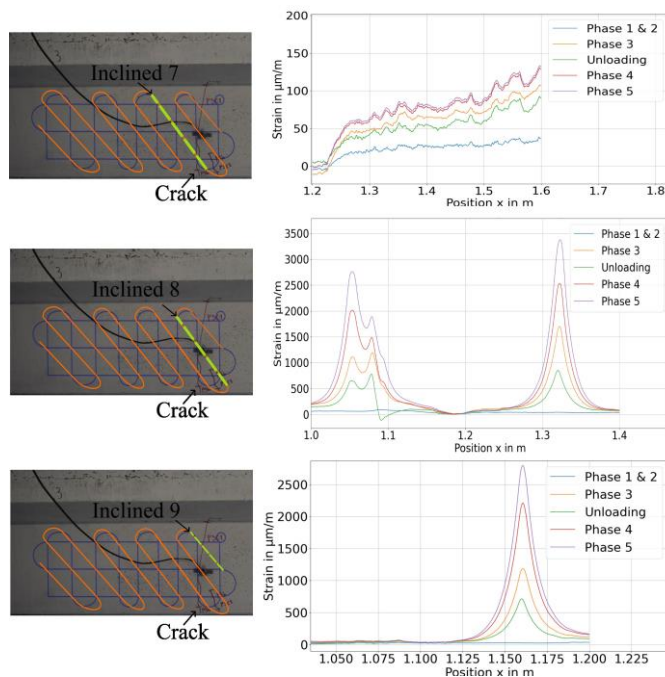 Inclined 7
Crack
200
150
100
50
0
Strain in µm/m
1.2 1.3 1.4 1.5 1.6 1.7 1.8
Position x in m
Phase 1 & 2
Phase 3
Unloading
Phase 4
Phase 5
3
Inclined 8
Crack
3500
3000
2500
2000
1500
1000
500
0
Strain in µm/m
1.0 1.1 1.2 1.3 1.4
Position x in m
Phase 1 & 2
Phase 3
Unloading
Phase 4
Phase 5
3
Inclined 9
Crack
2500
2000
1500
1000
500
0
Strain in µm/m
1.050 1.075 1.100 1.125 1.150 1.175 1.200 1.225
Position x in m
Phase 1 & 2
Phase 3
Unloading
Phase 4
Phase 5
3